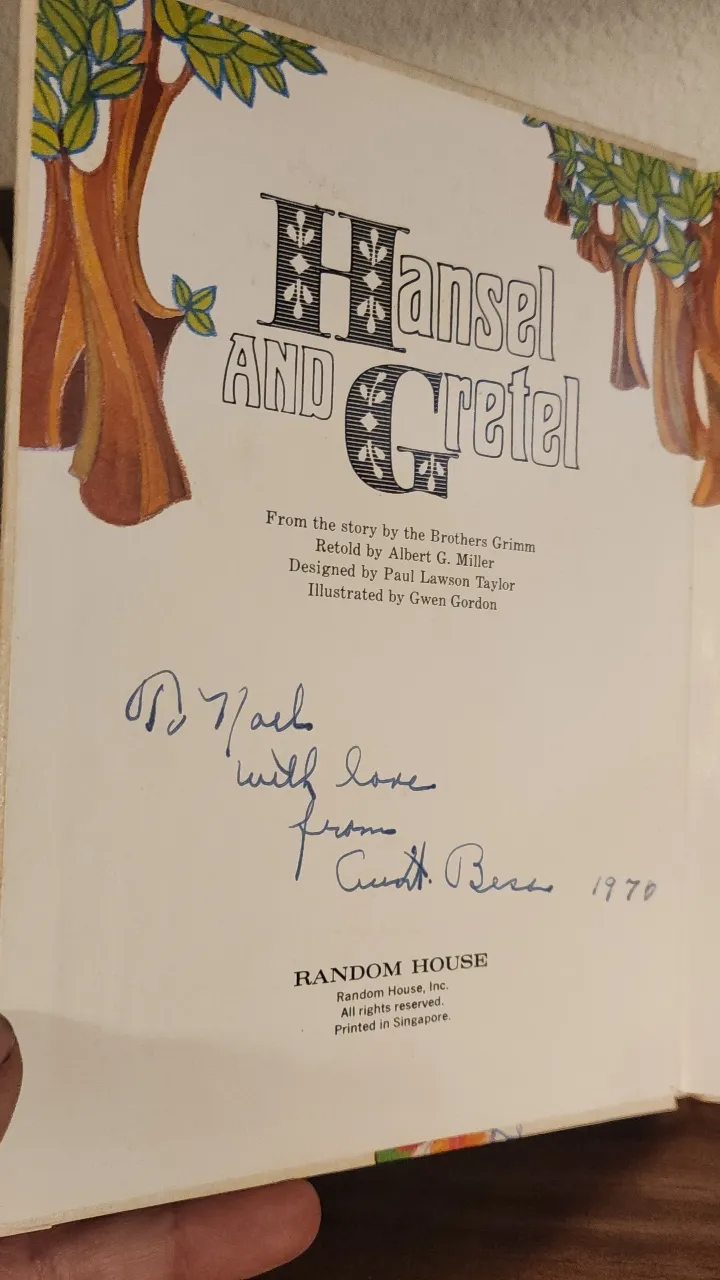 Hansel
AND Gretel
From the story by the Brothers Grimm
Retold by Albert G. Miller
Designed by Paul Lawson Taylor
Illustrated by Gwen Gordon
To Noel
with love
from
Aunt. Bess 1970
RANDOM HOUSE
Random House, Inc.
All rights reserved.
Printed in Singapore.